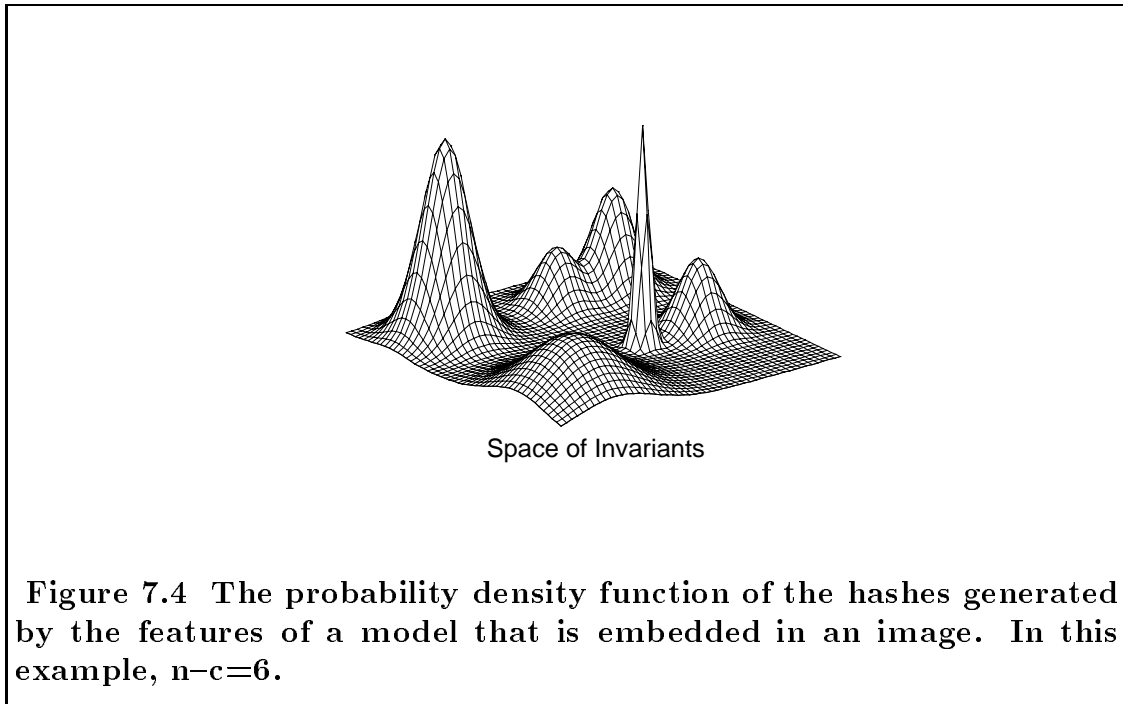 Space of Invariants
Figure 7.4 The probability density function of the hashes generated
by the features of a model that is embedded in an image. In this
example, n–c=6.